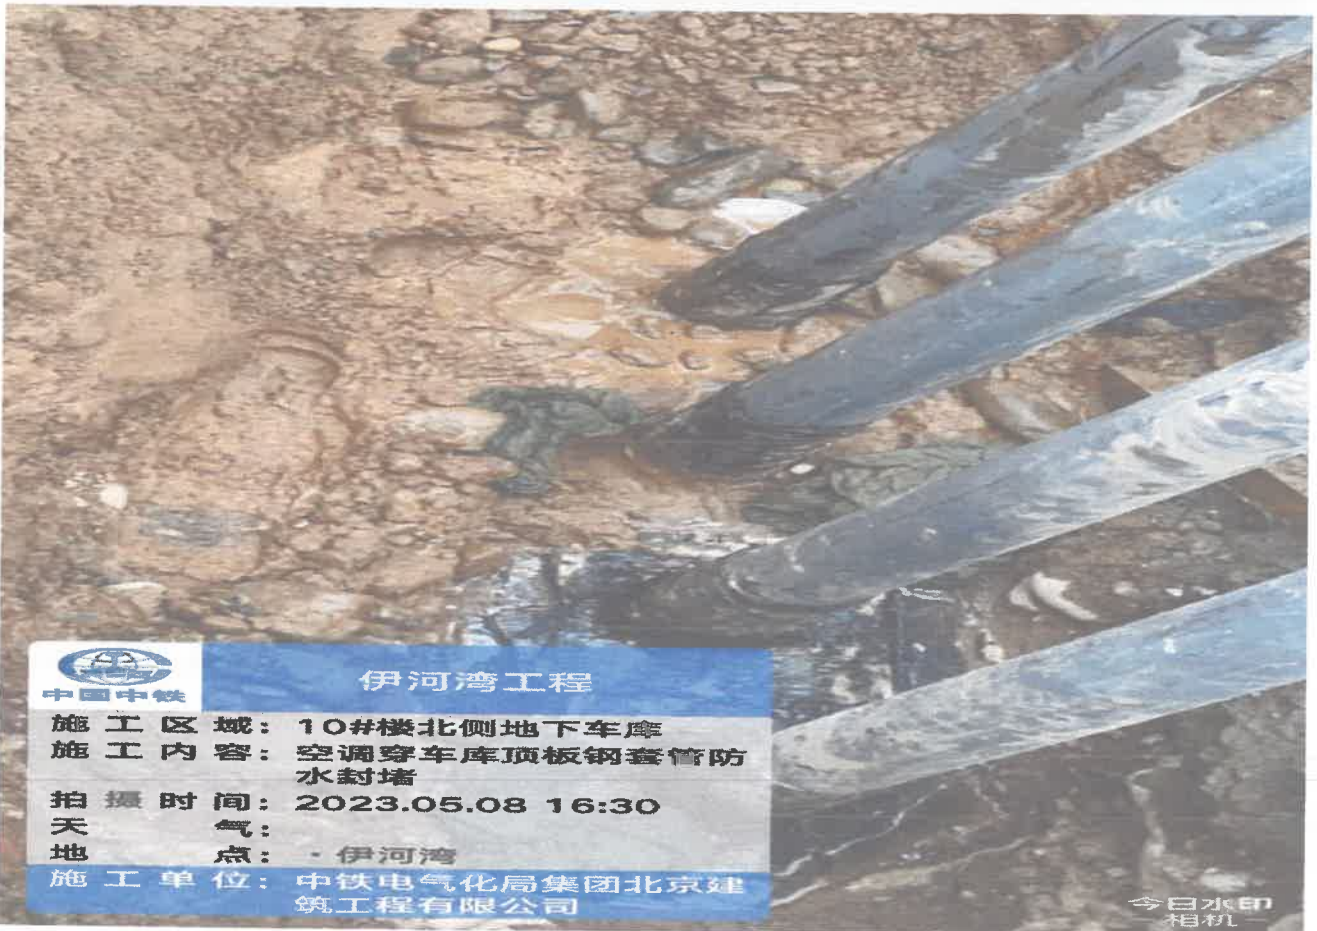 中国中铁
伊河湾工程
施工区域：10#楼北侧地下车库
施工内容：空调穿车库顶板钢套管防
水封堵
拍摄时间：2023.05.08 16:30
天气：
地点：·伊河湾
施工单位：中铁电气化局集团北京建
筑工程有限公司
今日水印
相机